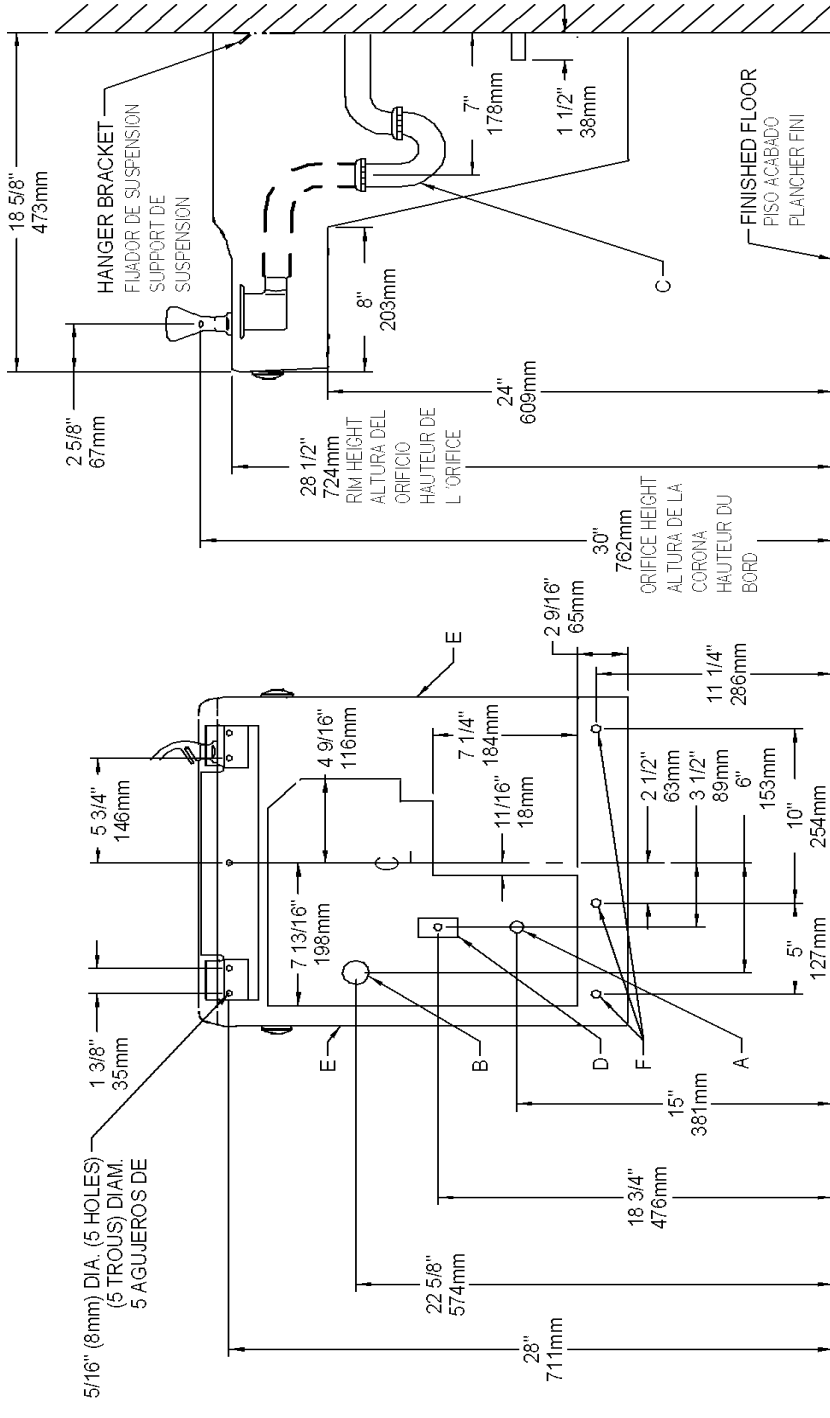 18 5/8"
473mm
2 5/8"
67mm
HANGER BRACKET
FIJADOR DE SUSPENSION
SUPPORT DE
SUSPENSION
7"
178mm
1 1/2"
38mm
8"
203mm
C
24"
609mm
28 1/2"
724mm
RIM HEIGHT
ALTURA DEL
ORIFICIO
HAUTEUR DE
L 'ORIFICE
30"
762mm
ORIFICE HEIGHT
ALTURA DE LA
CORONA
HAUTEUR DU
BORD
FINISHED FLOOR
PISO ACABADO
PLANCHER FINI
5/16" (8mm) DIA. (5 HOLES)
(5 TROUS) DIAM.
5 AGUJEROS DE
1 3/8"
35mm
5 3/4"
146mm
4 9/16"
116mm
7 13/16"
198mm
CL
7 1/4"
184mm
11/16"
18mm
2 9/16"
65mm
E
E
B
D
F
A
11 1/4"
286mm
2 1/2"
63mm
3 1/2"
89mm
6"
153mm
10"
254mm
5"
127mm
15"
381mm
18 3/4"
476mm
22 5/8"
574mm
28"
711mm